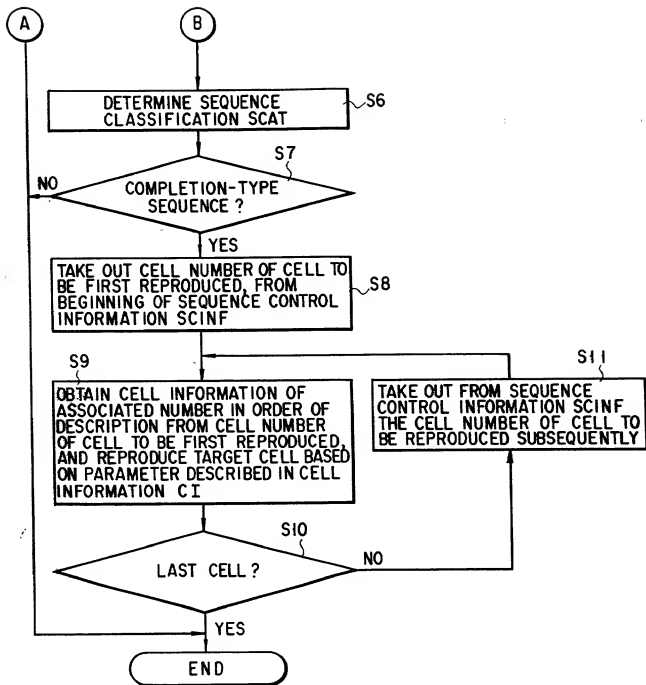 A
B
DETERMINE SEQUENCE
CLASSIFICATION SCAT
S6
S7
NO
COMPLETION-TYPE
SEQUENCE ?
YES
TAKE OUT CELL NUMBER OF CELL TO
BE FIRST REPRODUCED, FROM
BEGINNING OF SEQUENCE CONTROL
INFORMATION SCINF
S8
S9
OBTAIN CELL INFORMATION OF
ASSOCIATED NUMBER IN ORDER OF
DESCRIPTION FROM CELL NUMBER
OF CELL TO BE FIRST REPRODUCED,
AND REPRODUCE TARGET CELL BASED
ON PARAMETER DESCRIBED IN CELL
INFORMATION CI
S11
TAKE OUT FROM SEQUENCE
CONTROL INFORMATION SCINF
THE CELL NUMBER OF CELL TO
BE REPRODUCED SUBSEQUENTLY
S10
LAST CELL ?
NO
YES
END